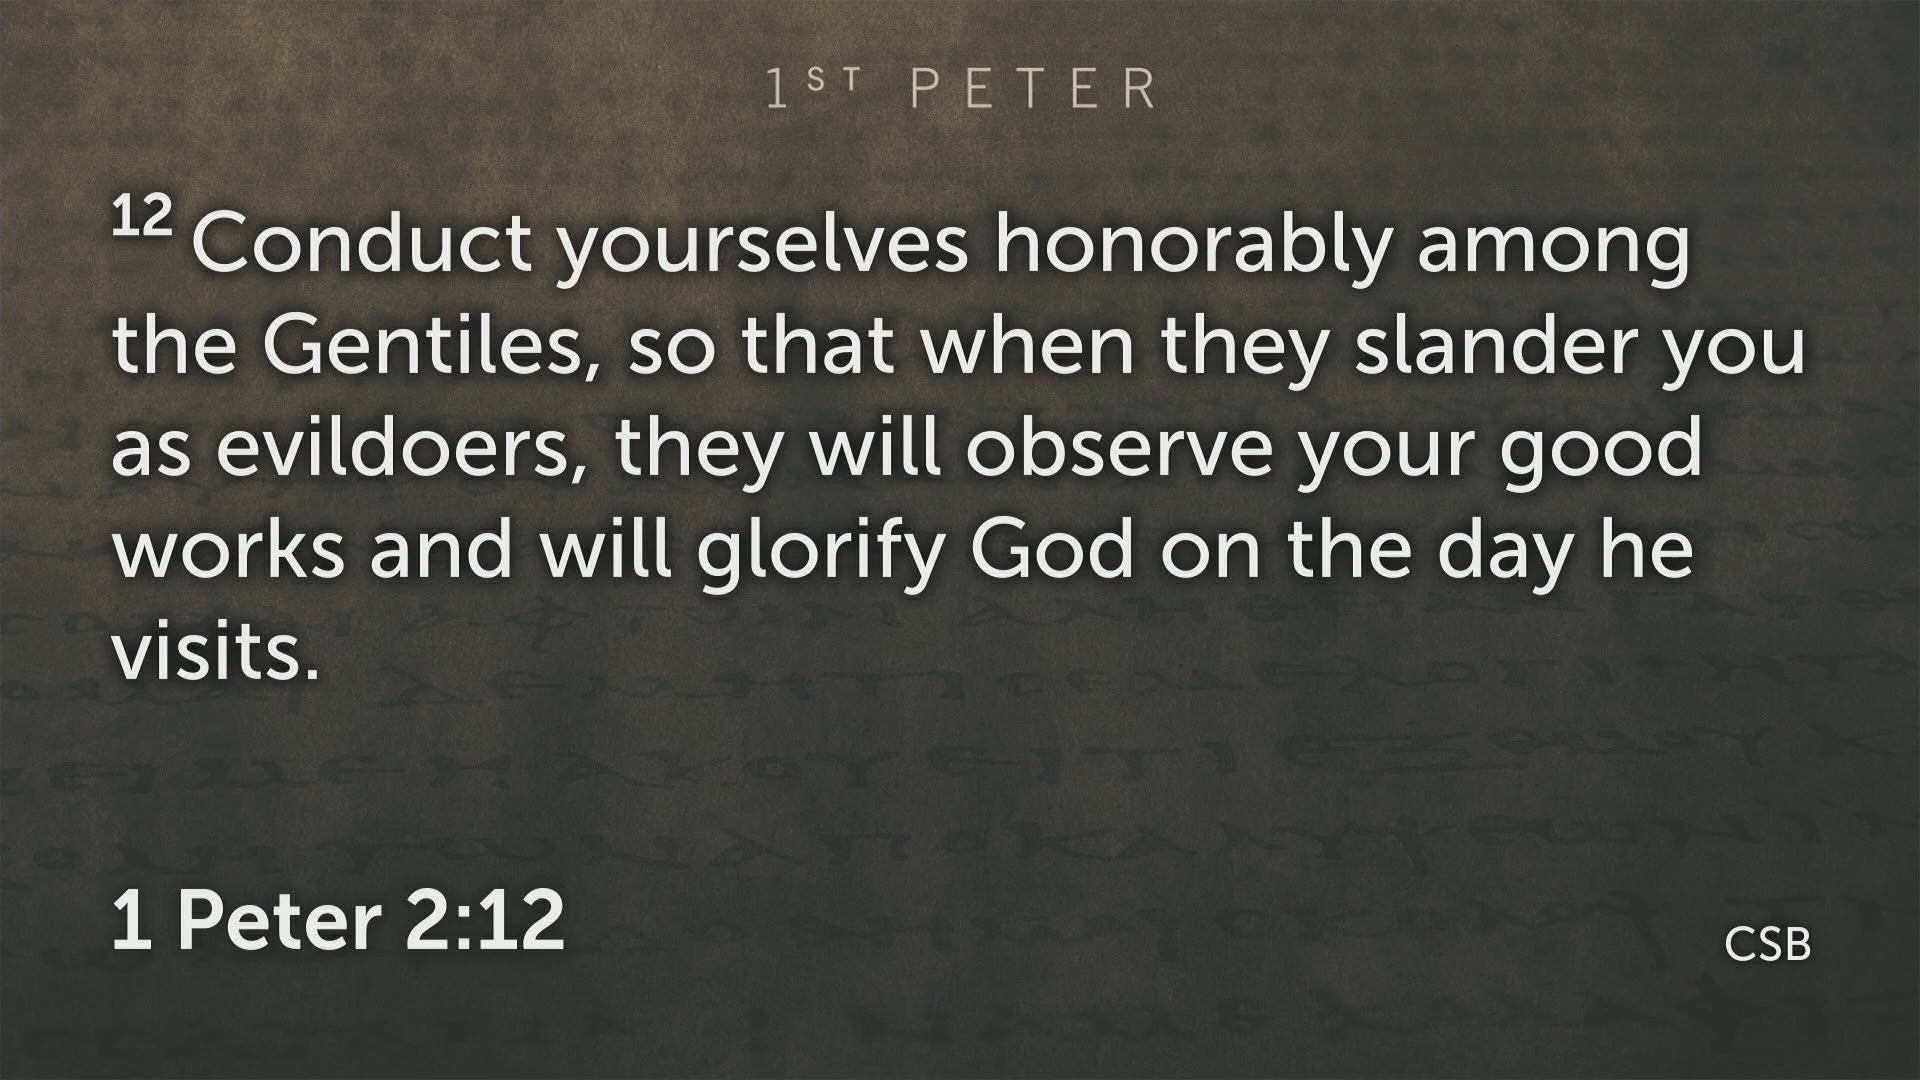 1ST PETER
12 Conduct yourselves honorably among
the Gentiles, so that when they slander you
as evildoers, they will observe your good
works and will glorify God on the day he
visits.
1 Peter 2:12
CSB